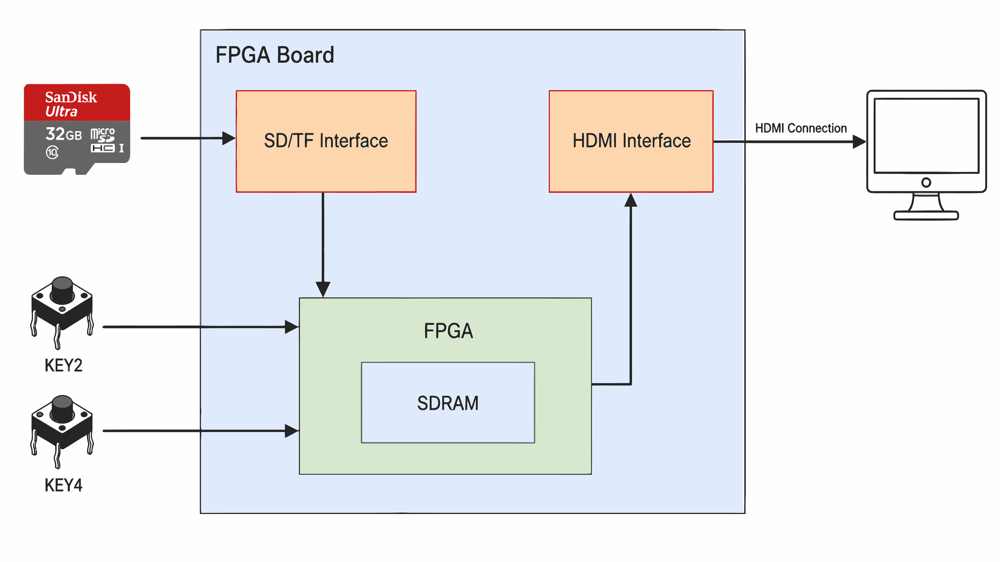 FPGA Board
SanDisk
Ultra
32GB
micro
SD
HC I
10
SD/TF Interface
HDMI Interface
HDMI Connection
FPGA
SDRAM
KEY2
KEY4